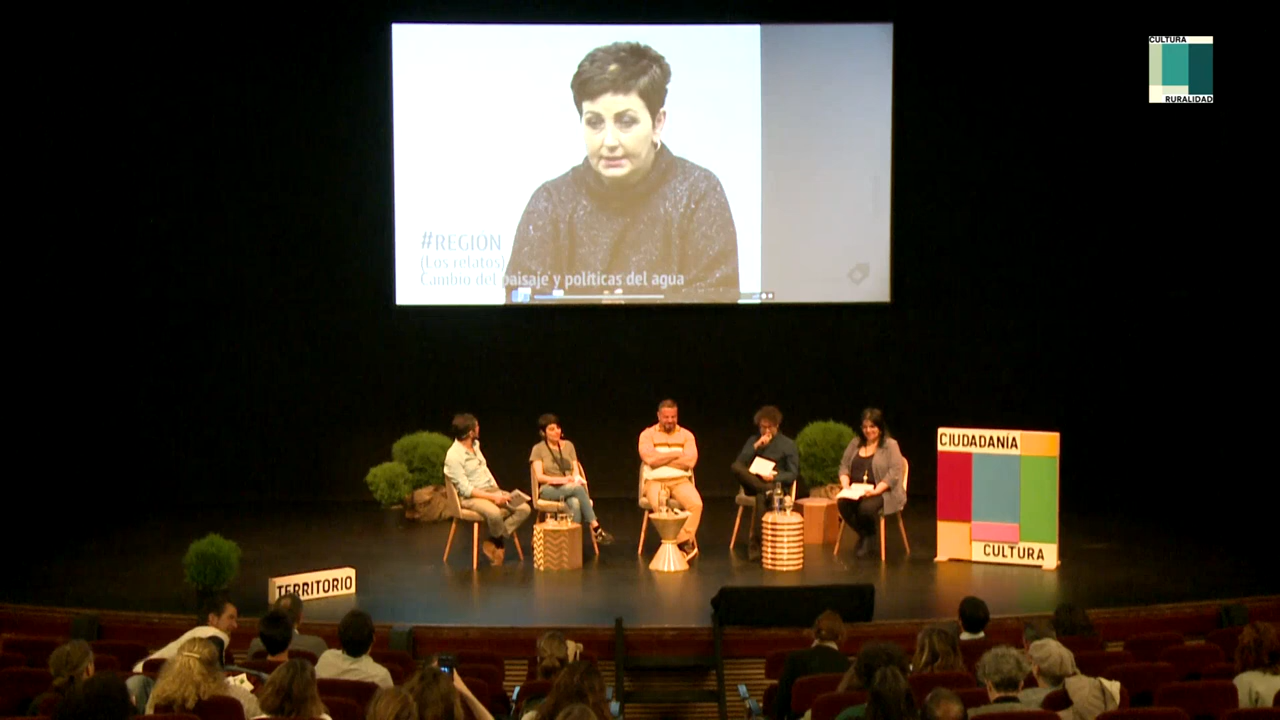 CULTURA
RURALIDAD
#REGION
(Los relatos)
Cambio del paisaje y políticas del agua
CIUDADANÍA
CULTURA
TERRITORIO